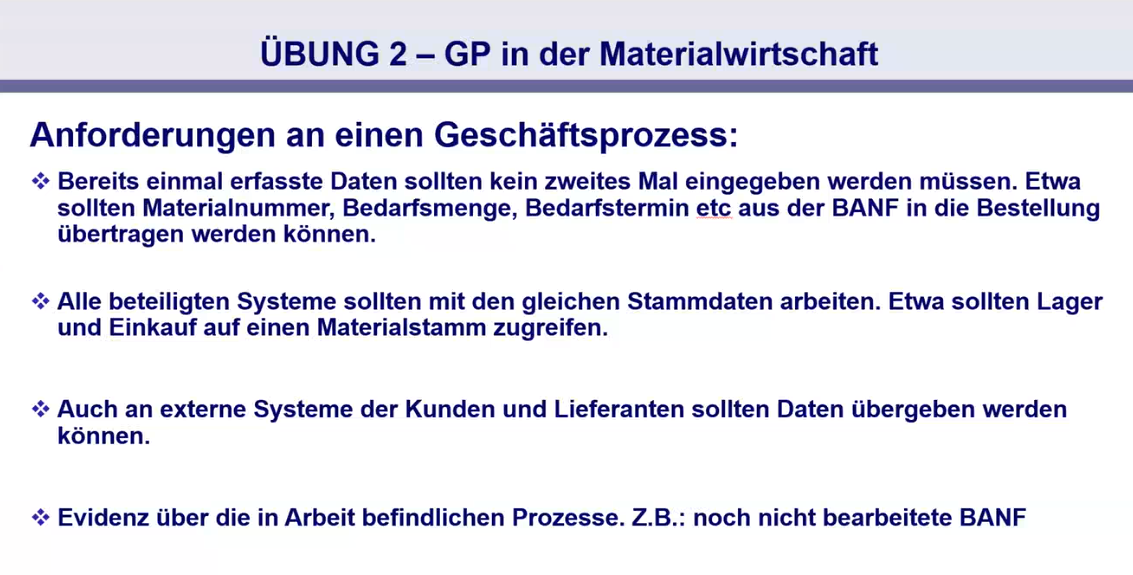 ÜBUNG 2 – GP in der Materialwirtschaft
Anforderungen an einen Geschäftsprozess:
❖ Bereits einmal erfasste Daten sollten kein zweites Mal eingegeben werden müssen. Etwa
sollten Materialnummer, Bedarfsmenge, Bedarfstermin etc aus der BANF in die Bestellung
übertragen werden können.
❖ Alle beteiligten Systeme sollten mit den gleichen Stammdaten arbeiten. Etwa sollten Lager
und Einkauf auf einen Materialstamm zugreifen.
❖ Auch an externe Systeme der Kunden und Lieferanten sollten Daten übergeben werden
können.
❖ Evidenz über die in Arbeit befindlichen Prozesse. Z.B.: noch nicht bearbeitete BANF